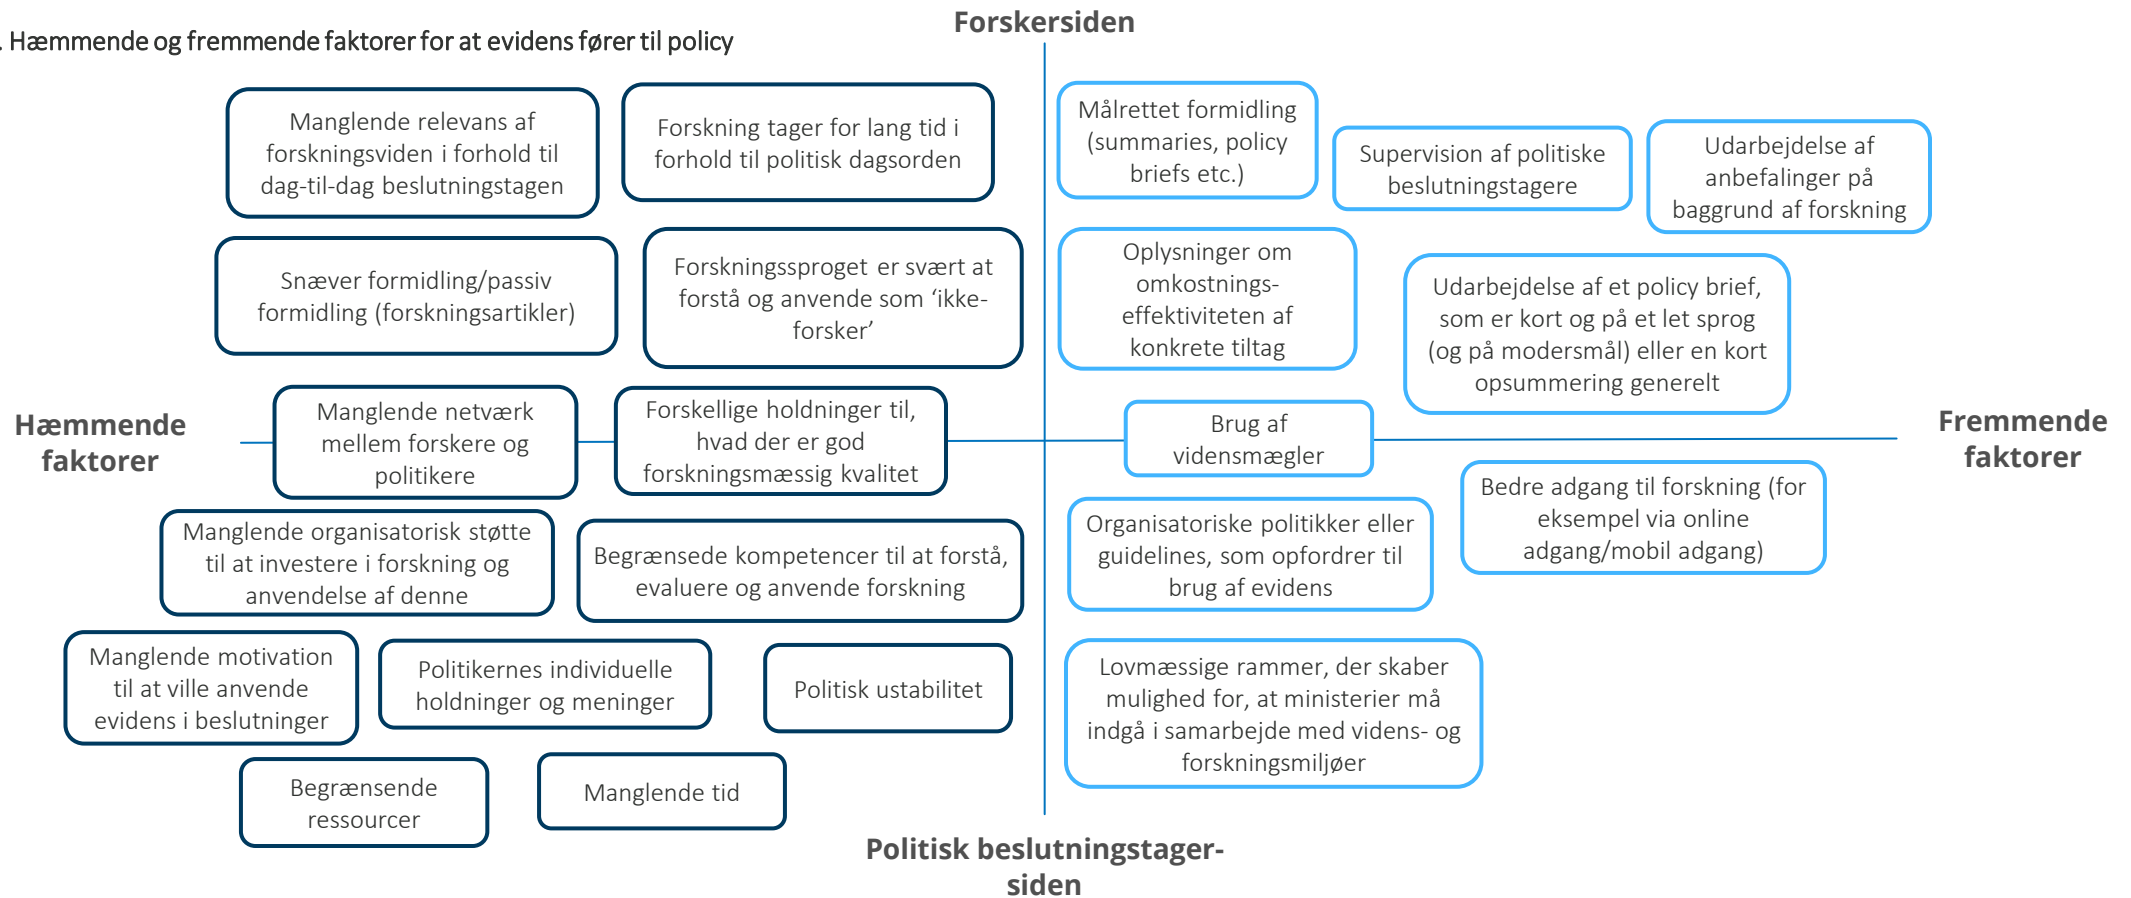 . Hæmmende og fremmende faktorer for at evidens fører til policy
Forskersiden
Manglende relevans af
forskningsviden i forhold til
dag-til-dag beslutningstagen
Forskning tager for lang tid i
forhold til politisk dagsorden
Målrettet formidling
(summaries, policy
briefs etc.)
Supervision af politiske
beslutningstagere
Udarbejdelse af
anbefalinger på
baggrund af forskning
Snæver formidling/passiv
formidling (forskningsartikler)
Forskningssproget er svært at
forstå og anvende som ‘ikke-
forsker’
Oplysninger om
omkostnings-
effektiviteten af
konkrete tiltag
Udarbejdelse af et policy brief,
som er kort og på et let sprog
(og på modersmål) eller en kort
opsummering generelt
Hæmmende
faktorer
Manglende netværk
mellem forskere og
politikere
Forskellige holdninger til,
hvad der er god
forskningsmæssig kvalitet
Brug af
vidensmægler
Fremmende
faktorer
Manglende organisatorisk støtte
til at investere i forskning og
anvendelse af denne
Begrænsede kompetencer til at forstå,
evaluere og anvende forskning
Organisatoriske politikker eller
guidelines, som opfordrer til
brug af evidens
Bedre adgang til forskning (for
eksempel via online
adgang/mobil adgang)
Manglende motivation
til at ville anvende
evidens i beslutninger
Politikernes individuelle
holdninger og meninger
Politisk ustabilitet
Lovmæssige rammer, der skaber
mulighed for, at ministerier må
indgå i samarbejde med videns- og
forskningsmiljøer
Begrænsende
ressourcer
Manglende tid
Politisk beslutningstager-
siden